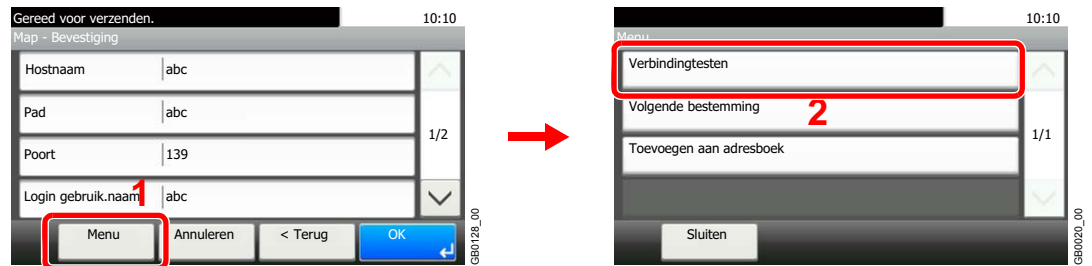 Gereed voor verzenden.
10:10
Map - Bevestiging
Hostnaam abc
Pad abc
1/2
Poort 139
Login gebruik.naam abc
1
Menu Annuleren < Terug OK
GB0128_00
10:10
Menu
Verbindingtesten
Volgende bestemming
2
1/1
Toevoegen aan adresboek
Sluiten
GB0020_00